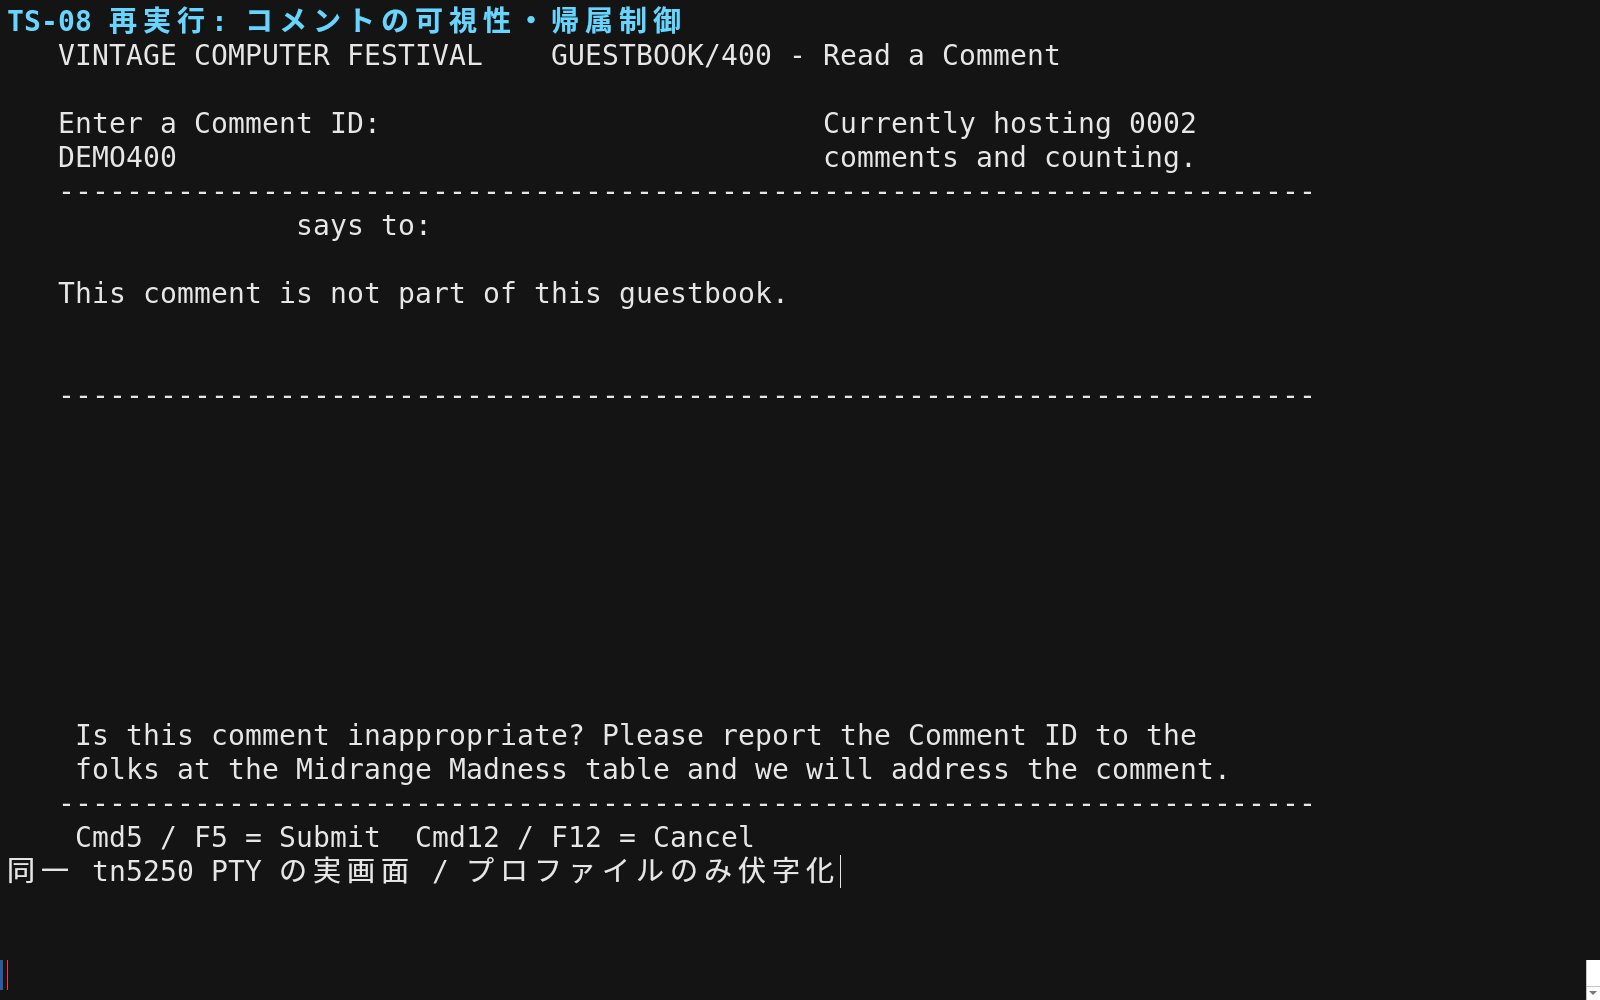 TS-08 再実行: コメントの可視性・帰属制御
VINTAGE COMPUTER FESTIVAL    GUESTBOOK/400 - Read a Comment
Enter a Comment ID:                          Currently hosting 0002
DEMO400                                      comments and counting.
--------------------------------------------------------------------------
says to:
This comment is not part of this guestbook.
--------------------------------------------------------------------------
Is this comment inappropriate? Please report the Comment ID to the
folks at the Midrange Madness table and we will address the comment.
--------------------------------------------------------------------------
Cmd5 / F5 = Submit  Cmd12 / F12 = Cancel
同一 tn5250 PTY の実画面 / プロファイルのみ伏字化